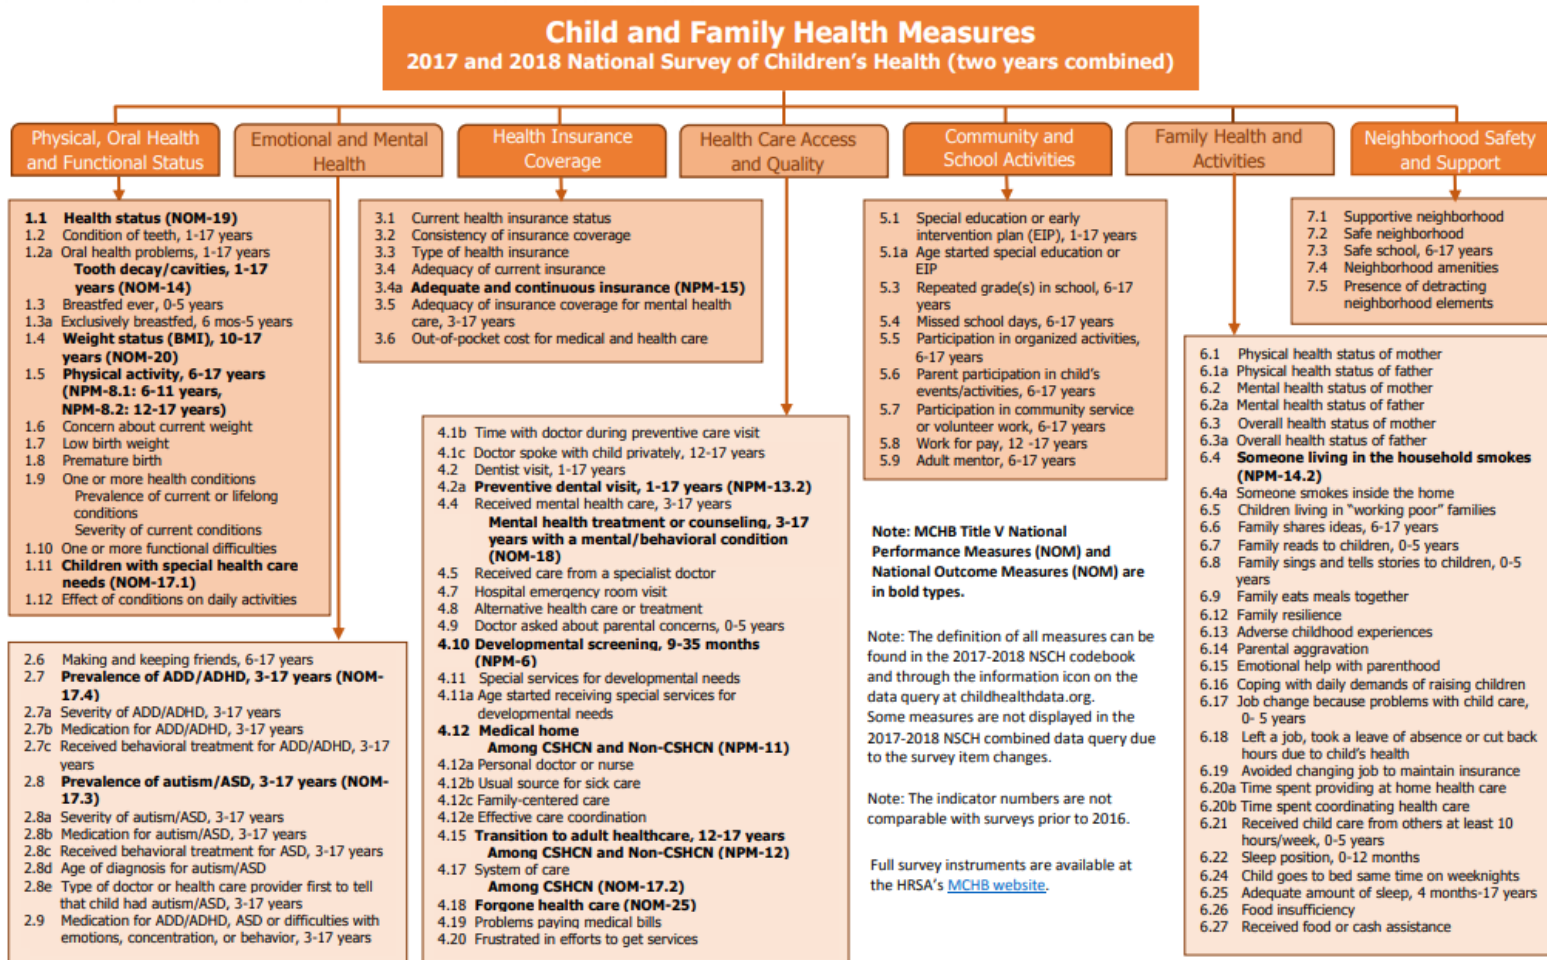 Child and Family Health Measures
2017 and 2018 National Survey of Children's Health (two years combined)
Physical, Oral Health
and Functional Status
Emotional and Mental
Health
Health Insurance
Coverage
Health Care Access
and Quality
Community and
School Activities
Family Health and
Activities
Neighborhood Safety
and Support
1.1 Health status (NOM-19)
1.2 Condition of teeth, 1-17 years
1.2a Oral health problems, 1-17 years
Tooth decay/cavities, 1-17
years (NOM-14)
1.3 Breastfed ever, 0-5 years
1.3a Exclusively breastfed, 6 mos-5 years
1.4 Weight status (BMI), 10-17
years (NOM-20)
1.5 Physical activity, 6-17 years
(NPM-8.1: 6-11 years,
NPM-8.2: 12-17 years)
1.6 Concern about current weight
1.7 Low birth weight
1.8 Premature birth
1.9 One or more health conditions
Prevalence of current or lifelong
conditions
Severity of current conditions
1.10 One or more functional difficulties
1.11 Children with special health care
needs (NOM-17.1)
1.12 Effect of conditions on daily activities
2.6 Making and keeping friends, 6-17 years
2.7 Prevalence of ADD/ADHD, 3-17 years (NOM-
17.4)
2.7a Severity of ADD/ADHD, 3-17 years
2.7b Medication for ADD/ADHD, 3-17 years
2.7c Received behavioral treatment for ADD/ADHD, 3-17
years
2.8 Prevalence of autism/ASD, 3-17 years (NOM-
17.3)
2.8a Severity of autism/ASD, 3-17 years
2.8b Medication for autism/ASD, 3-17 years
2.8c Received behavioral treatment for ASD, 3-17 years
2.8d Age of diagnosis for autism/ASD
2.8e Type of doctor or health care provider first to tell
that child had autism/ASD, 3-17 years
2.9 Medication for ADD/ADHD, ASD or difficulties with
emotions, concentration, or behavior, 3-17 years
3.1 Current health insurance status
3.2 Consistency of insurance coverage
3.3 Type of health insurance
3.4 Adequacy of current insurance
3.4a Adequate and continuous insurance (NPM-15)
3.5 Adequacy of insurance coverage for mental health
care, 3-17 years
3.6 Out-of-pocket cost for medical and health care
4.1b Time with doctor during preventive care visit
4.1c Doctor spoke with child privately, 12-17 years
4.2 Dentist visit, 1-17 years
4.2a Preventive dental visit, 1-17 years (NPM-13.2)
4.4 Received mental health care, 3-17 years
Mental health treatment or counseling, 3-17
years with a mental/behavioral condition
(NOM-18)
4.5 Received care from a specialist doctor
4.7 Hospital emergency room visit
4.8 Alternative health care or treatment
4.9 Doctor asked about parental concerns, 0-5 years
4.10 Developmental screening, 9-35 months
(NPM-6)
4.11 Special services for developmental needs
4.11a Age started receiving special services for
developmental needs
4.12 Medical home
Among CSHCN and Non-CSHCN (NPM-11)
4.12a Personal doctor or nurse
4.12b Usual source for sick care
4.12c Family-centered care
4.12e Effective care coordination
4.15 Transition to adult healthcare, 12-17 years
Among CSHCN and Non-CSHCN (NPM-12)
4.17 System of care
Among CSHCN (NOM-17.2)
4.18 Forgone health care (NOM-25)
4.19 Problems paying medical bills
4.20 Frustrated in efforts to get services
5.1 Special education or early
intervention plan (EIP), 1-17 years
5.1a Age started special education or
EIP
5.3 Repeated grade(s) in school, 6-17
years
5.4 Missed school days, 6-17 years
5.5 Participation in organized activities,
6-17 years
5.6 Parent participation in child's
events/activities, 6-17 years
5.7 Participation in community service
or volunteer work, 6-17 years
5.8 Work for pay, 12 -17 years
5.9 Adult mentor, 6-17 years
Note: MCHB Title V National
Performance Measures (NOM) and
National Outcome Measures (NOM) are
in bold types.
Note: The definition of all measures can be
found in the 2017-2018 NSCH codebook
and through the information icon on the
data query at childhealthdata.org.
Some measures are not displayed in the
2017-2018 NSCH combined data query due
to the survey item changes.
Note: The indicator numbers are not
comparable with surveys prior to 2016.
Full survey instruments are available at
the HRSA's MCHB website.
6.1 Physical health status of mother
6.1a Physical health status of father
6.2 Mental health status of mother
6.2a Mental health status of father
6.3 Overall health status of mother
6.3a Overall health status of father
6.4 Someone living in the household smokes
(NPM-14.2)
6.4a Someone smokes inside the home
6.5 Children living in "working poor" families
6.6 Family shares ideas, 6-17 years
6.7 Family reads to children, 0-5 years
6.8 Family sings and tells stories to children, 0-5
years
6.9 Family eats meals together
6.12 Family resilience
6.13 Adverse childhood experiences
6.14 Parental aggravation
6.15 Emotional help with parenthood
6.16 Coping with daily demands of raising children
6.17 Job change because problems with child care,
0- 5 years
6.18 Left a job, took a leave of absence or cut back
hours due to child's health
6.19 Avoided changing job to maintain insurance
6.20a Time spent providing at home health care
6.20b Time spent coordinating health care
6.21 Received child care from others at least 10
hours/week, 0-5 years
6.22 Sleep position, 0-12 months
6.24 Child goes to bed same time on weeknights
6.25 Adequate amount of sleep, 4 months-17 years
6.26 Food insufficiency
6.27 Received food or cash assistance
7.1 Supportive neighborhood
7.2 Safe neighborhood
7.3 Safe school, 6-17 years
7.4 Neighborhood amenities
7.5 Presence of detracting
neighborhood elements